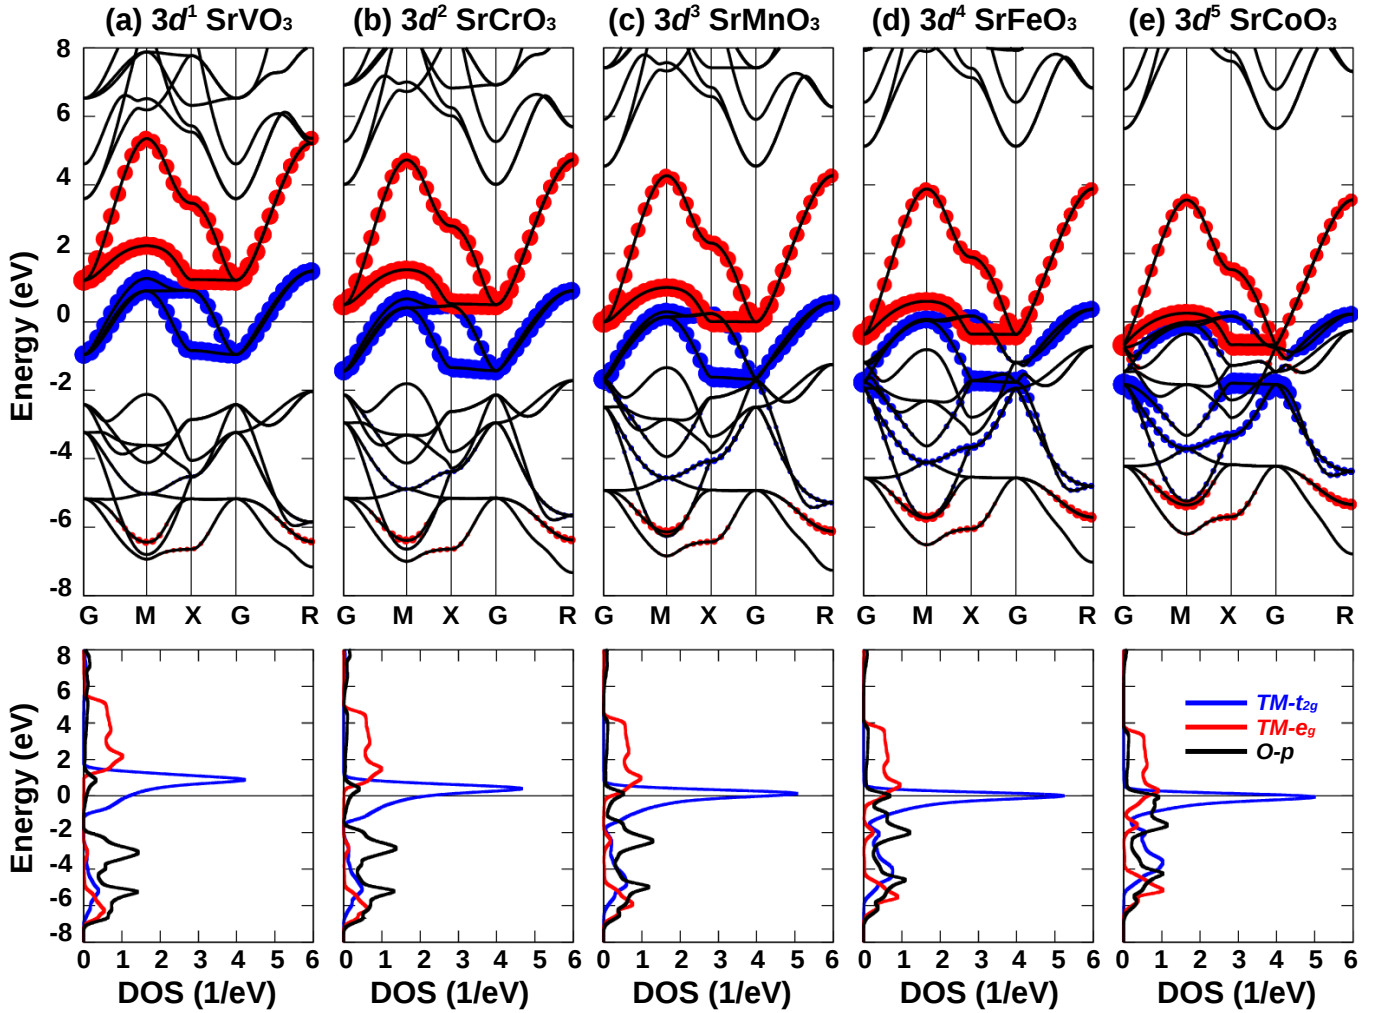 (a) 3d¹ SrVO₃ (b) 3d² SrCrO₃ (c) 3d³ SrMnO₃ (d) 3d⁴ SrFeO₃ (e) 3d⁵ SrCoO₃
Energy (eV)
8
6
4
2
0
-2
-4
-6
-8
G M X G R G M X G R G M X G R G M X G R G M X G R
Energy (eV)
8
6
4
2
0
-2
-4
-6
-8
TM-t₂g
TM-eg
O-p
0 1 2 3 4 5 6 0 1 2 3 4 5 6 0 1 2 3 4 5 6 0 1 2 3 4 5 6 0 1 2 3 4 5 6
DOS (1/eV) DOS (1/eV) DOS (1/eV) DOS (1/eV) DOS (1/eV)